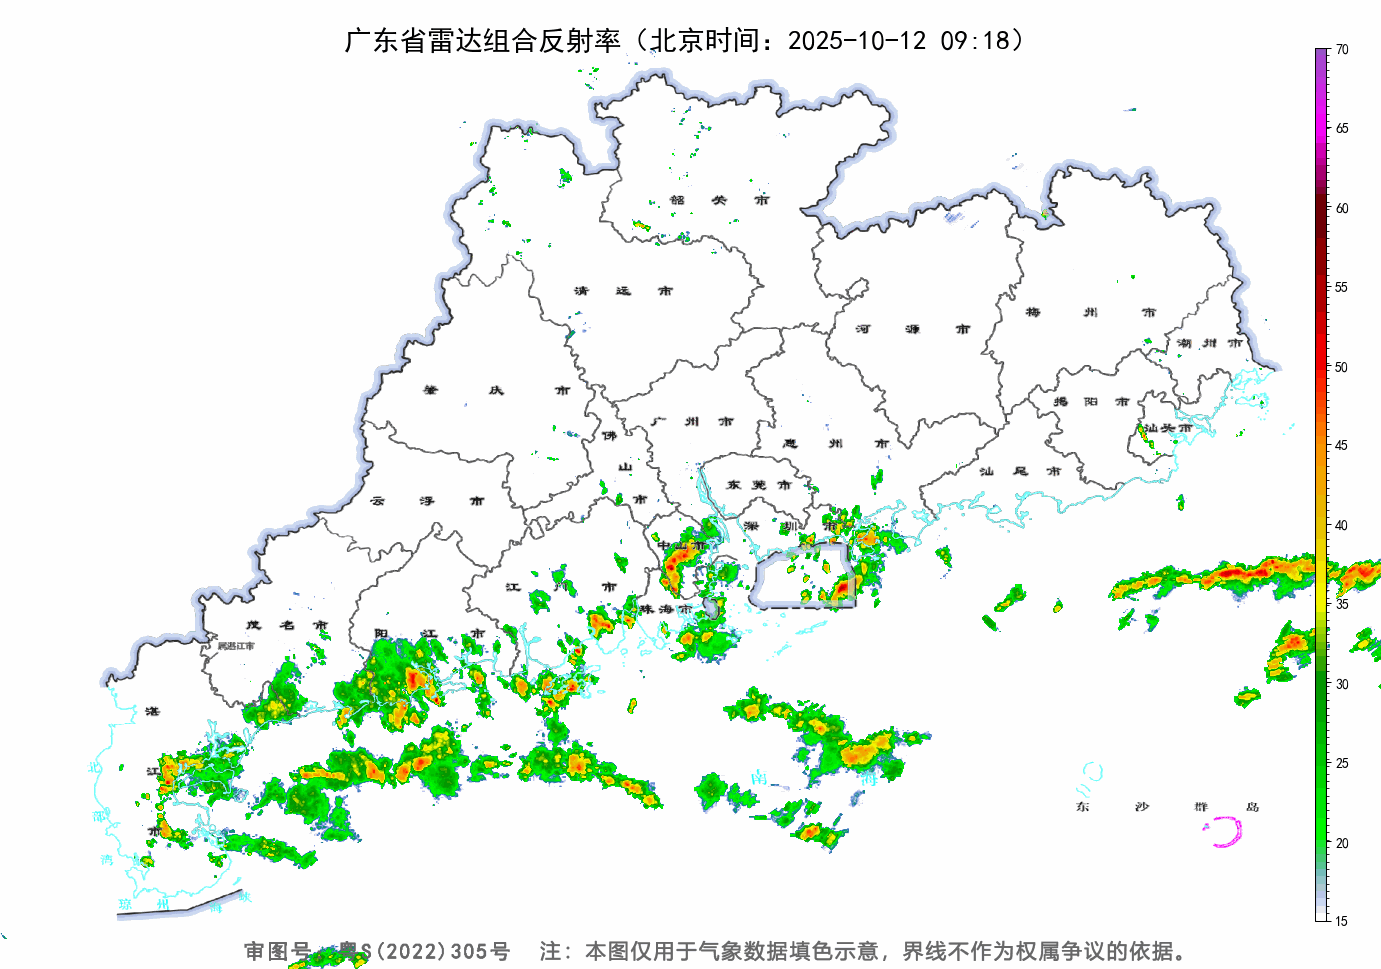 广东省雷达组合反射率（北京时间：2025-10-12 09:18）
70
65
60
55
50
45
40
35
30
25
20
15
韶关市
清远市
河源市
梅州市
潮州市
肇庆市
揭阳市
广州市
佛山市
惠州市
汕头市
汕尾市
东莞市
云浮市
深圳市
中山市
江门市
珠海市
茂名市
阳江市
属湛江市
湛江市
北部湾
南海
东沙群岛
琼州海峡
审图号：粤S(2022)305号 注：本图仅用于气象数据填色示意，界线不作为权属争议的依据。